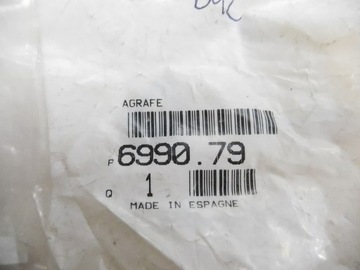 AGRAFE
P 6990.79
Q 1
MADE IN ESPAGNE